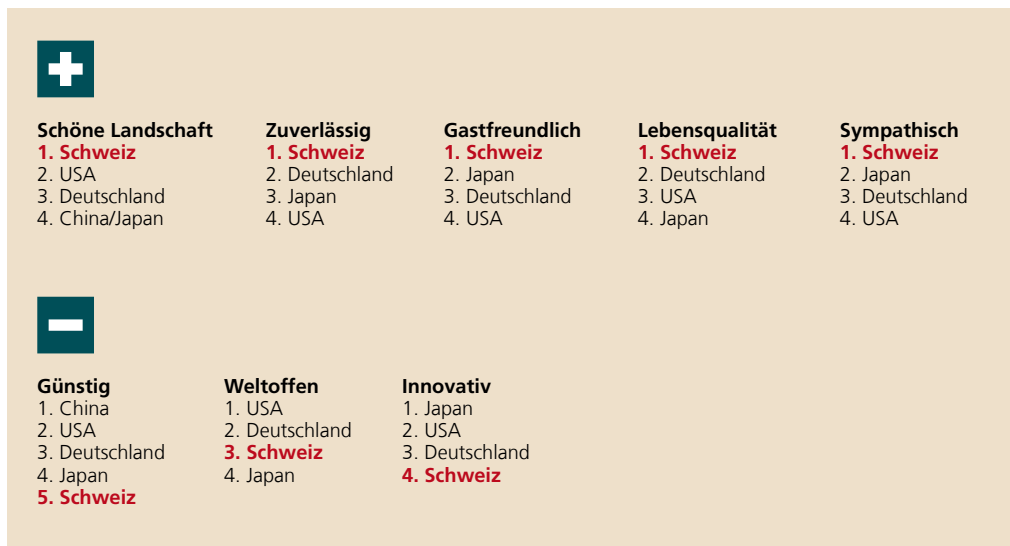 Schöne Landschaft
1. Schweiz
2. USA
3. Deutschland
4. China/Japan
Zuverlässig
1. Schweiz
2. Deutschland
3. Japan
4. USA
Gastfreundlich
1. Schweiz
2. Japan
3. Deutschland
4. USA
Lebensqualität
1. Schweiz
2. Deutschland
3. USA
4. Japan
Sympathisch
1. Schweiz
2. Japan
3. Deutschland
4. USA
Günstig
1. China
2. USA
3. Deutschland
4. Japan
5. Schweiz
Weltoffen
1. USA
2. Deutschland
3. Schweiz
4. Japan
Innovativ
1. Japan
2. USA
3. Deutschland
4. Schweiz